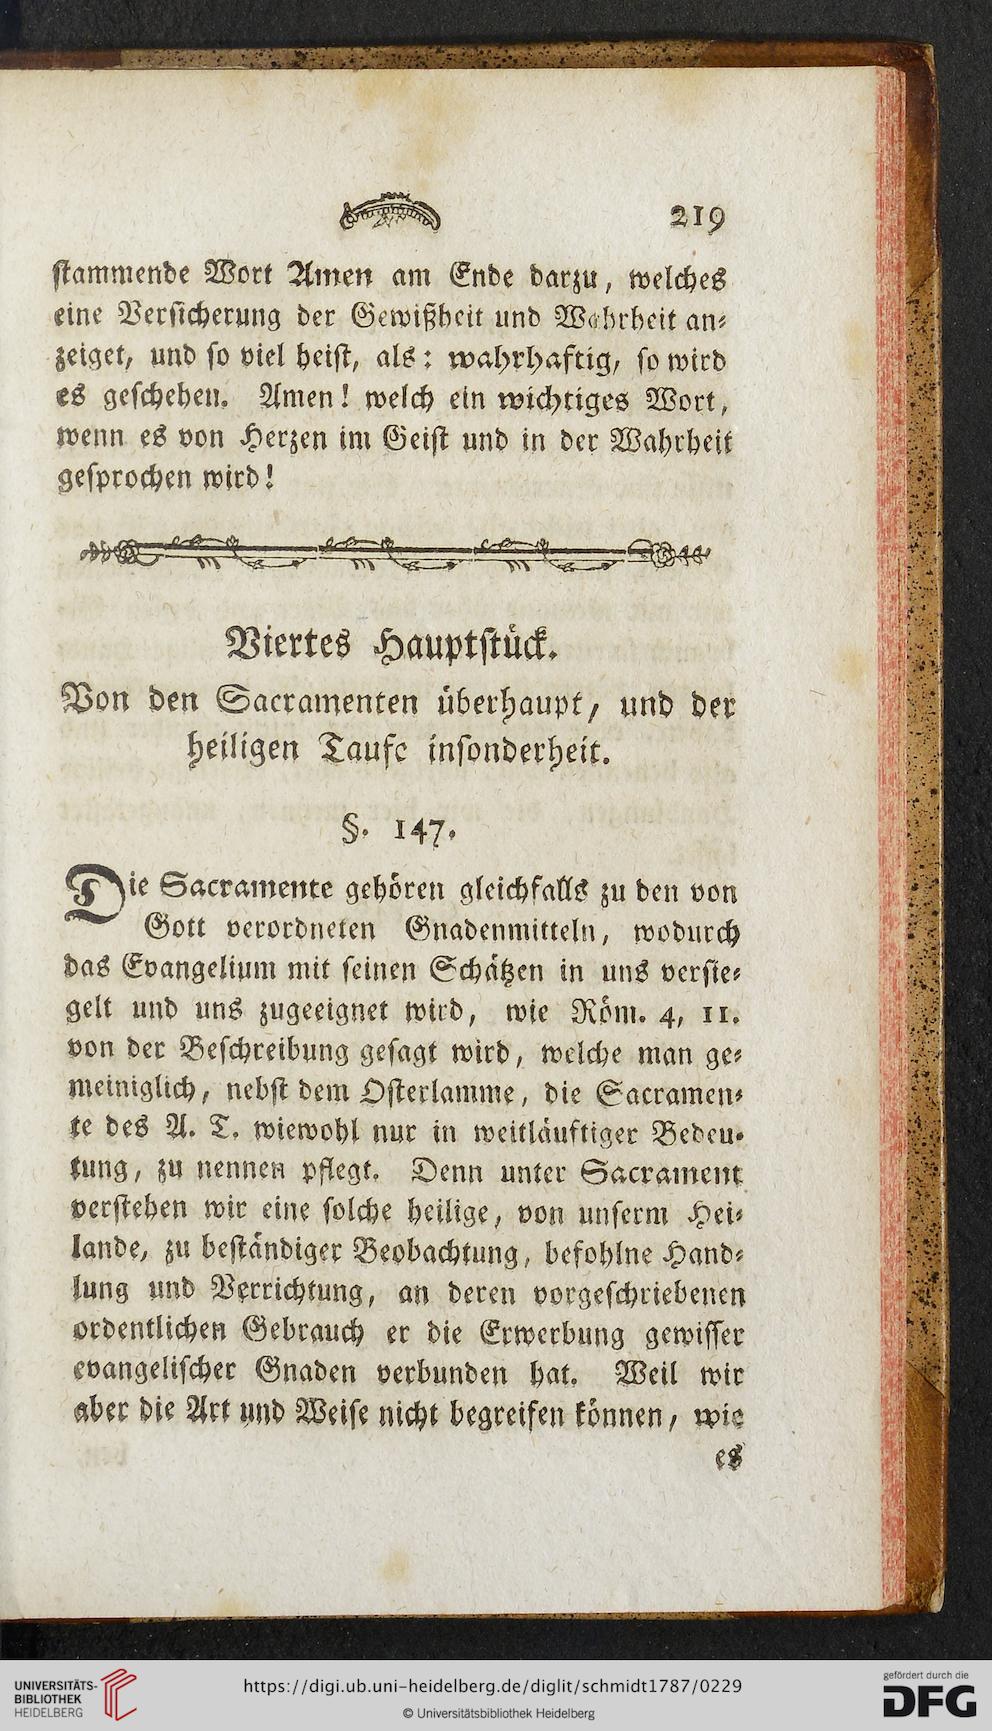 219
stammende Wort Amen am Ende darzu, welches
eine Versicherung der Gewißheit und Wahrheit an-
zeiget, und so viel heist, als: wahrhaftig, so wird
es geschehen. Amen! welch ein wichtiges Wort,
wenn es von Herzen im Geist und in der Wahrheit
gesprochen wird!
Viertes Hauptstück.
Von den Sacramenten überhaupt, und der
heiligen Taufe insonderheit.
§. 147.
Die Sacramente gehören gleichfalls zu den von
Gott verordneten Gnadenmitteln, wodurch
das Evangelium mit seinen Schätzen in uns versie-
gelt und uns zugeeignet wird, wie Röm. 4, 11.
von der Beschreibung gesagt wird, welche man ge-
meiniglich, nebst dem Osterlamme, die Sacramen-
te des A. T. wiewohl nur in weitläuftiger Bedeu-
tung, zu nennen pflegt. Denn unter Sacrament
verstehen wir eine solche heilige, von unserm Hei-
lande, zu beständiger Beobachtung, befohlne Hand-
lung und Verrichtung, an deren vorgeschriebenen
ordentlichen Gebrauch er die Erwerbung gewisser
evangelischer Gnaden verbunden hat. Weil wir
aber die Art und Weise nicht begreifen können, wie
es
UNIVERSITÄTS-
BIBLIOTHEK
HEIDELBERG
https://digi.ub.uni-heidelberg.de/diglit/schmidt1787/0229
© Universitätsbibliothek Heidelberg
gefördert durch die
DFG